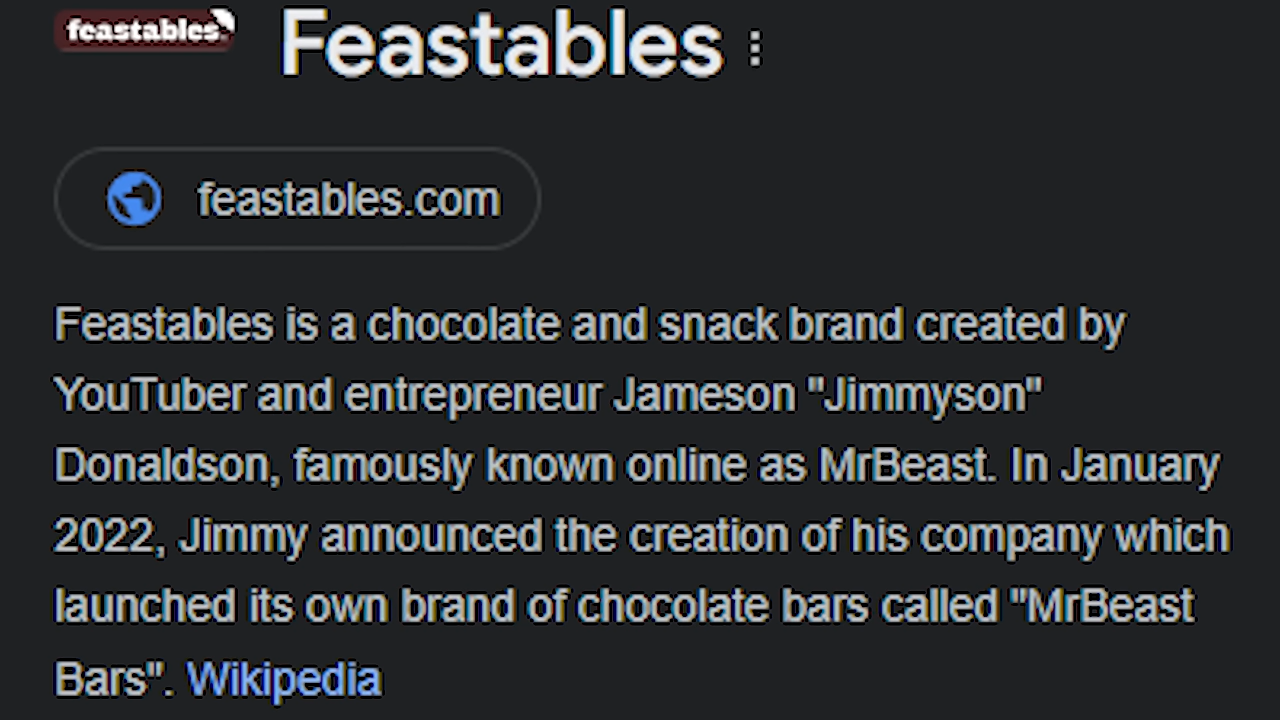 feastables.
Feastables
feastables.com
Feastables is a chocolate and snack brand created by
YouTuber and entrepreneur Jameson "Jimmyson"
Donaldson, famously known online as MrBeast. In January
2022, Jimmy announced the creation of his company which
launched its own brand of chocolate bars called "MrBeast
Bars". Wikipedia